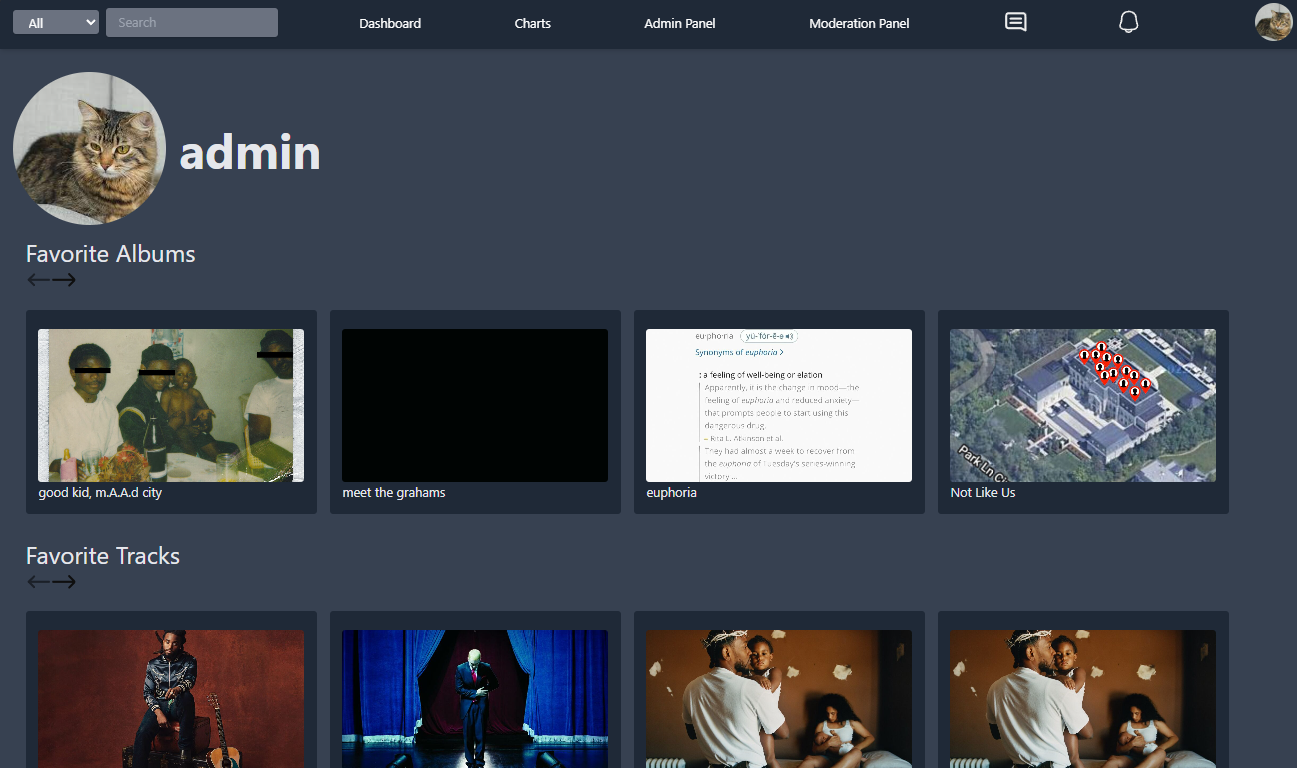 All Search Dashboard Charts Admin Panel Moderation Panel
admin
Favorite Albums
eu·pho·ria yü-ˈfȯr-ē-ə
Synonyms of euphoria >
: a feeling of well-being or elation
Apparently, it is the change in mood—the
feeling of euphoria and reduced anxiety—
that prompts people to start using this
dangerous drug.
– Rita L. Atkinson et al.
They had almost a week to recover from
the euphoria of Tuesday's series-winning
victory ...
Park Ln Ci
good kid, m.A.A.d city
meet the grahams
euphoria
Not Like Us
Favorite Tracks